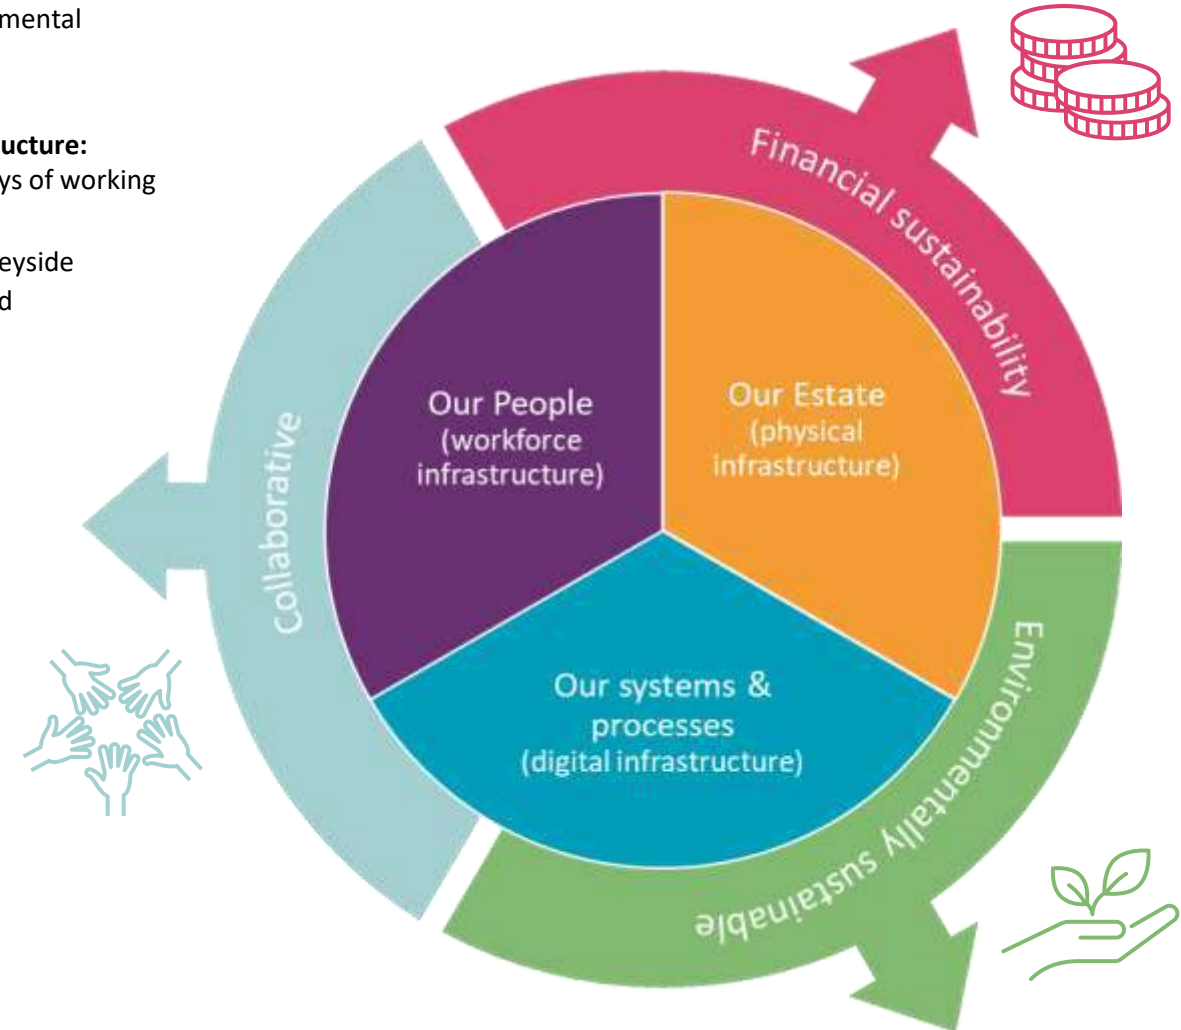 mental
ucture:
ys of working
eyside
d
Financial sustainability
Our People
(workforce
infrastructure)
Our Estate
(physical
infrastructure)
Collaborative
Our systems &
processes
(digital infrastructure)
Environmentally sustainable